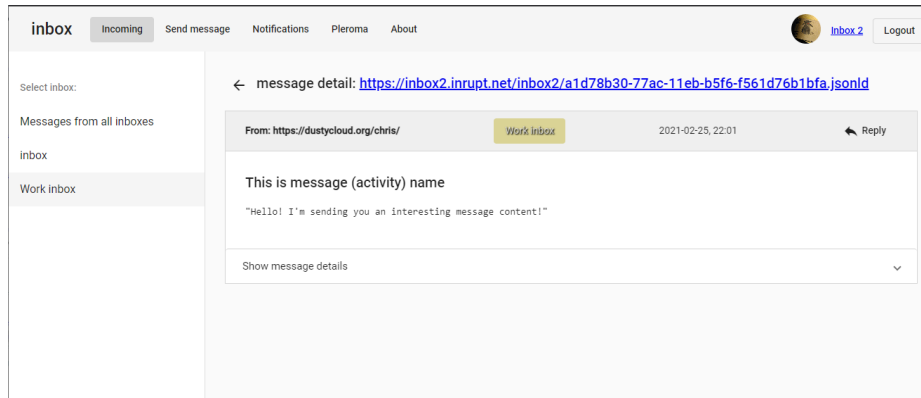 inbox Incoming Send message Notifications Pleroma About Inbox 2 Logout
Select inbox:
Messages from all inboxes
inbox
Work inbox
message detail: https://inbox2.inrupt.net/inbox2/a1d78b30-77ac-11eb-b5f6-f561d76b1bfa.jsonld
From: https://dustycloud.org/chris/ Work inbox 2021-02-25, 22:01 Reply
This is message (activity) name
"Hello! I'm sending you an interesting message content!"
Show message details